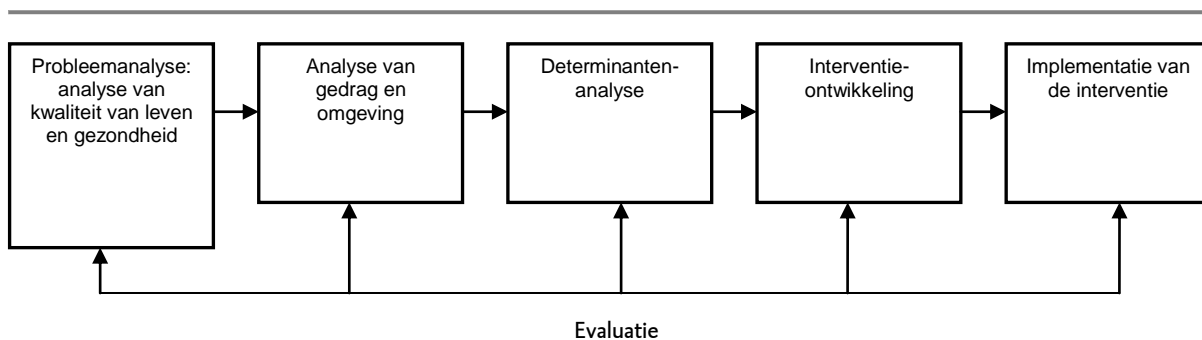 Probleemanalyse:
analyse van
kwaliteit van leven
en gezondheid
Analyse van
gedrag en
omgeving
Determinanten-
analyse
Interventie-
ontwikkeling
Implementatie van
de interventie
Evaluatie